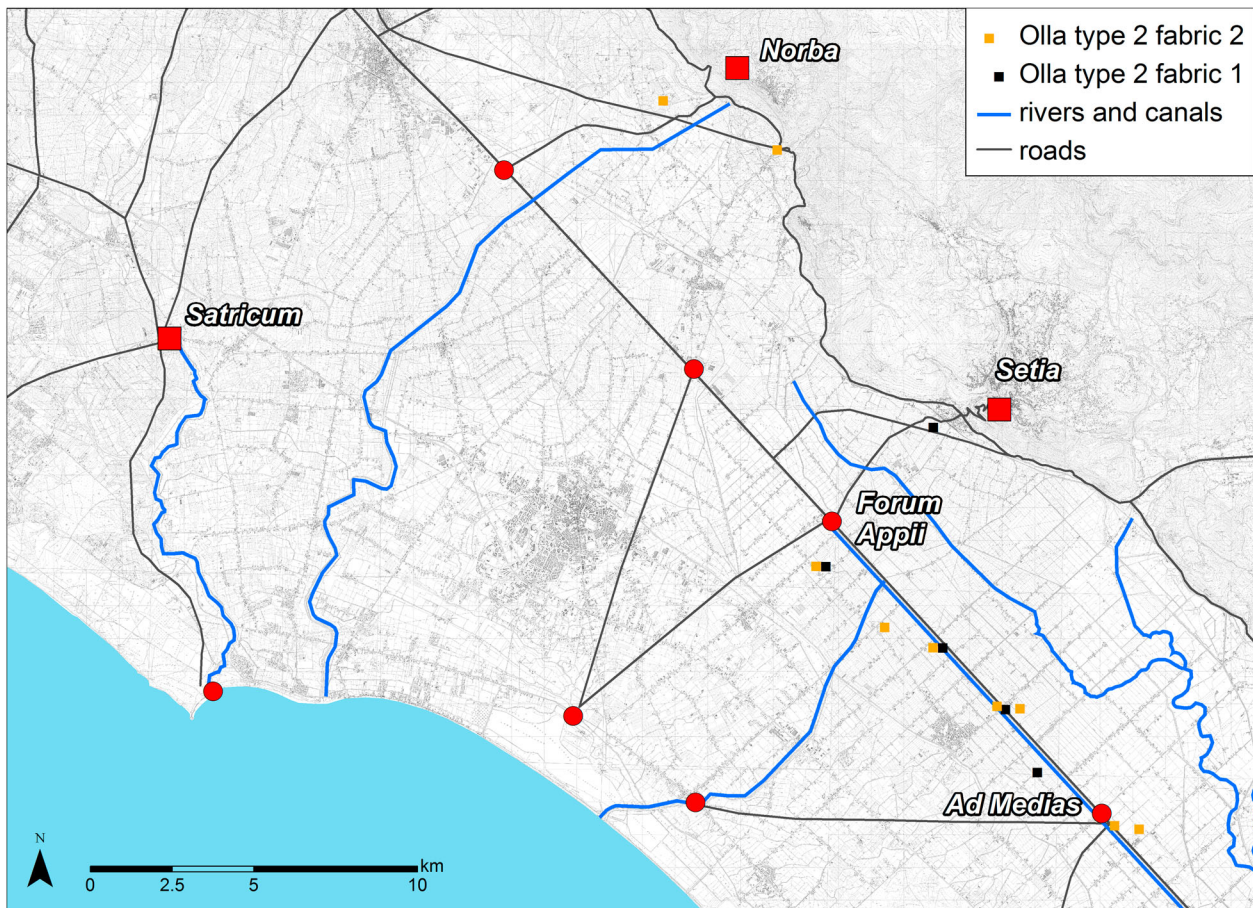 Olla type 2 fabric 2
Olla type 2 fabric 1
rivers and canals
roads
Norba
Satricum
Setia
Forum
Appii
Ad Medias
N
km
0 2.5 5 10